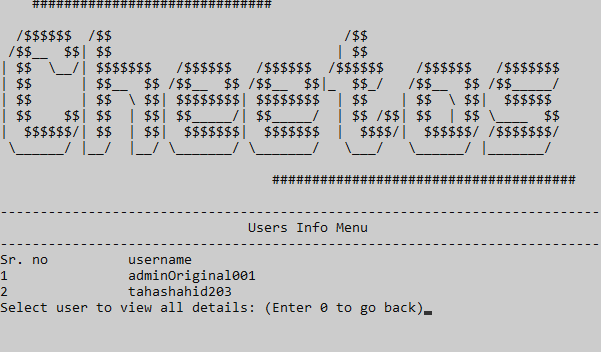 ##############################
Cheetos
######################################
Users Info Menu
Sr. no username
1 adminOriginal001
2 tahashahid203
Select user to view all details: (Enter 0 to go back)_